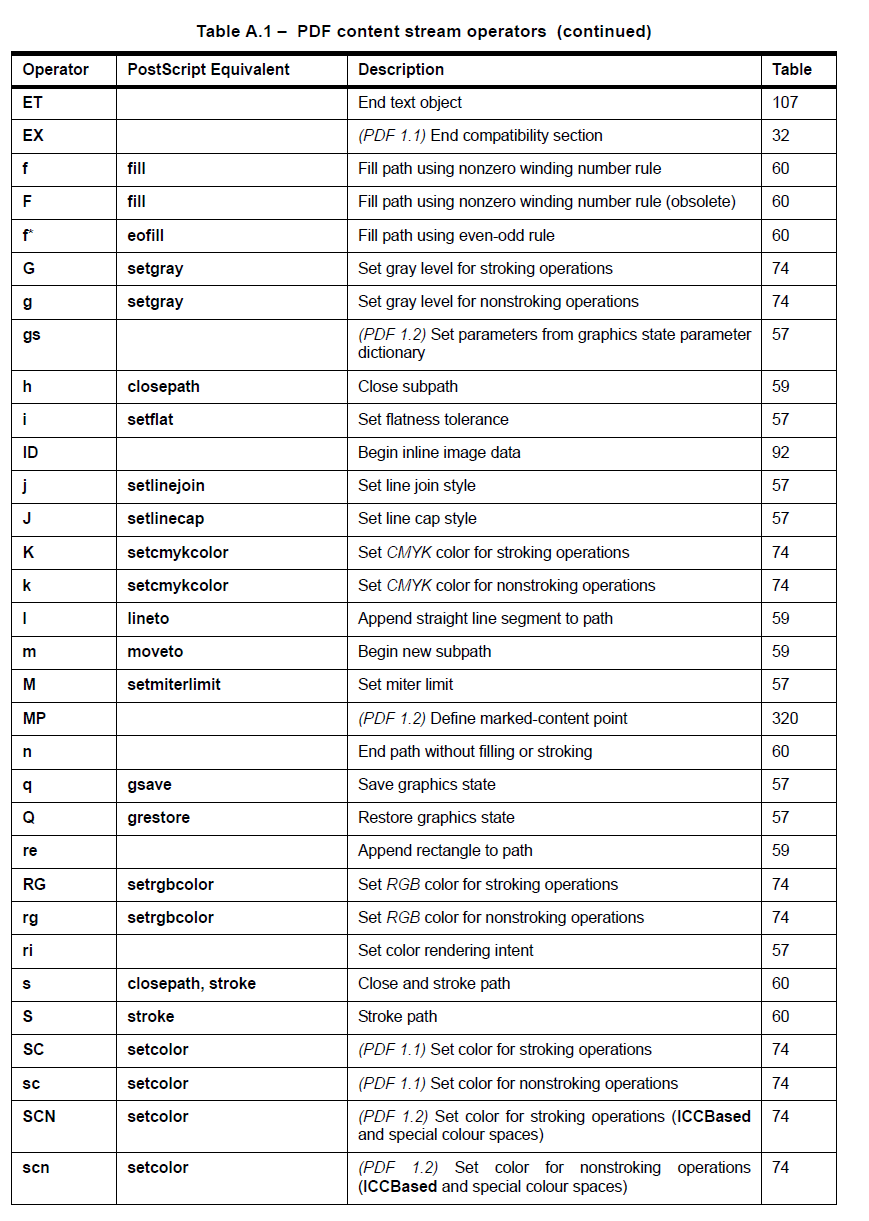 Table A.1 – PDF content stream operators (continued)
Operator PostScript Equivalent Description Table
ET End text object 107
EX (PDF 1.1) End compatibility section 32
f fill Fill path using nonzero winding number rule 60
F fill Fill path using nonzero winding number rule (obsolete) 60
f* eofill Fill path using even-odd rule 60
G setgray Set gray level for stroking operations 74
g setgray Set gray level for nonstroking operations 74
gs (PDF 1.2) Set parameters from graphics state parameter 57
dictionary
h closepath Close subpath 59
i setflat Set flatness tolerance 57
ID Begin inline image data 92
j setlinejoin Set line join style 57
J setlinecap Set line cap style 57
K setcmykcolor Set CMYK color for stroking operations 74
k setcmykcolor Set CMYK color for nonstroking operations 74
l lineto Append straight line segment to path 59
m moveto Begin new subpath 59
M setmiterlimit Set miter limit 57
MP (PDF 1.2) Define marked-content point 320
n End path without filling or stroking 60
q gsave Save graphics state 57
Q grestore Restore graphics state 57
re Append rectangle to path 59
RG setrgbcolor Set RGB color for stroking operations 74
rg setrgbcolor Set RGB color for nonstroking operations 74
ri Set color rendering intent 57
s closepath, stroke Close and stroke path 60
S stroke Stroke path 60
SC setcolor (PDF 1.1) Set color for stroking operations 74
sc setcolor (PDF 1.1) Set color for nonstroking operations 74
SCN setcolor (PDF 1.2) Set color for stroking operations (ICCBased 74
and special colour spaces)
scn setcolor (PDF 1.2) Set color for nonstroking operations 74
(ICCBased and special colour spaces)